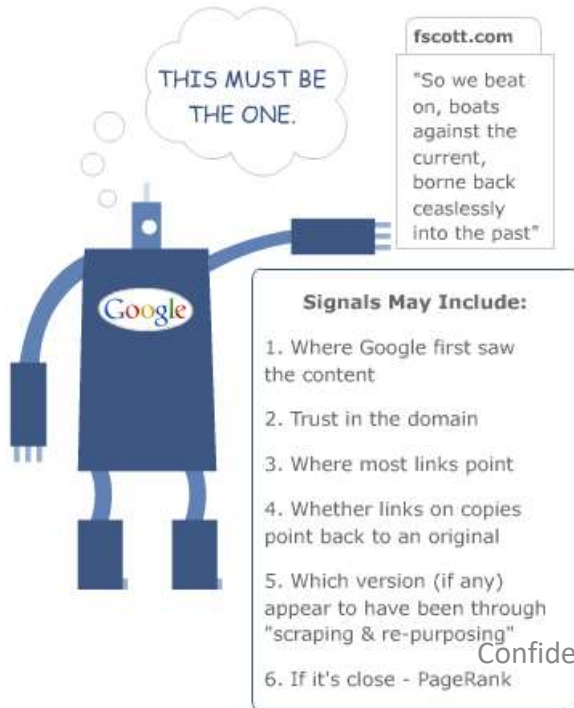 THIS MUST BE
THE ONE.
fscott.com
"So we beat
on, boats
against the
current,
borne back
ceaslessly
into the past"
Google
Signals May Include:
1. Where Google first saw
the content
2. Trust in the domain
3. Where most links point
4. Whether links on copies
point back to an original
5. Which version (if any)
appear to have been through
"scraping & re-purposing"
Confide
6. If it's close - PageRank